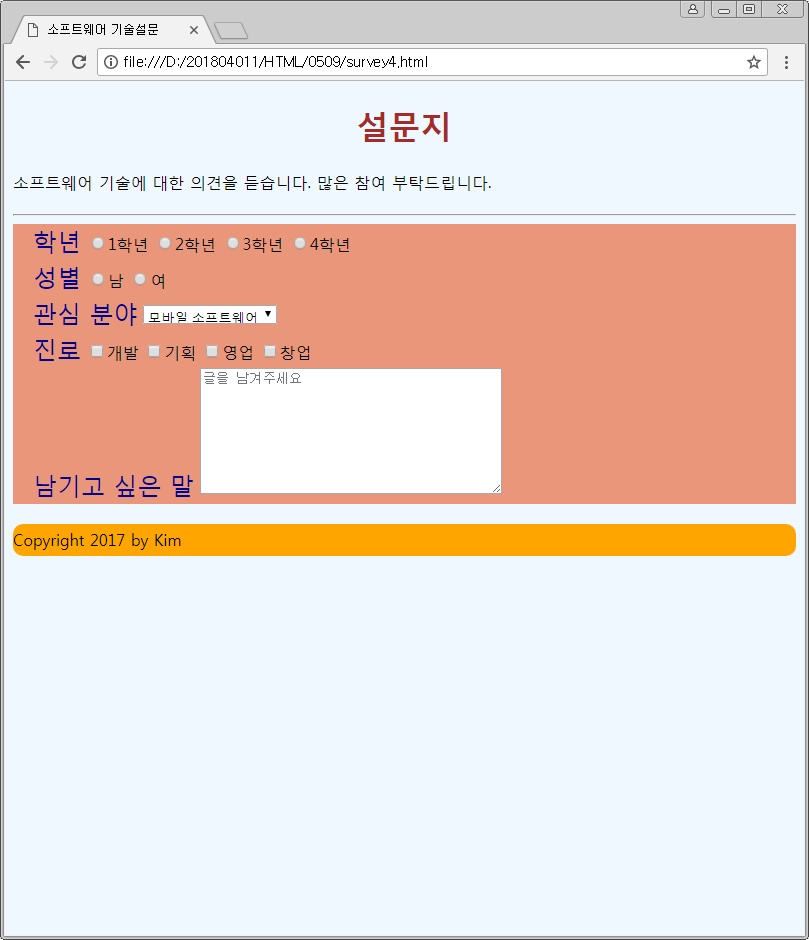 소프트웨어 기술설문
file:///D:/201804011/HTML/0509/survey4.html
설문지
소프트웨어 기술에 대한 의견을 듣습니다. 많은 참여 부탁드립니다.
학년 1학년 2학년 3학년 4학년
성별 남 여
관심 분야 모바일 소프트웨어
진로 개발 기획 영업 창업
글을 남겨주세요
남기고 싶은 말
Copyright 2017 by Kim